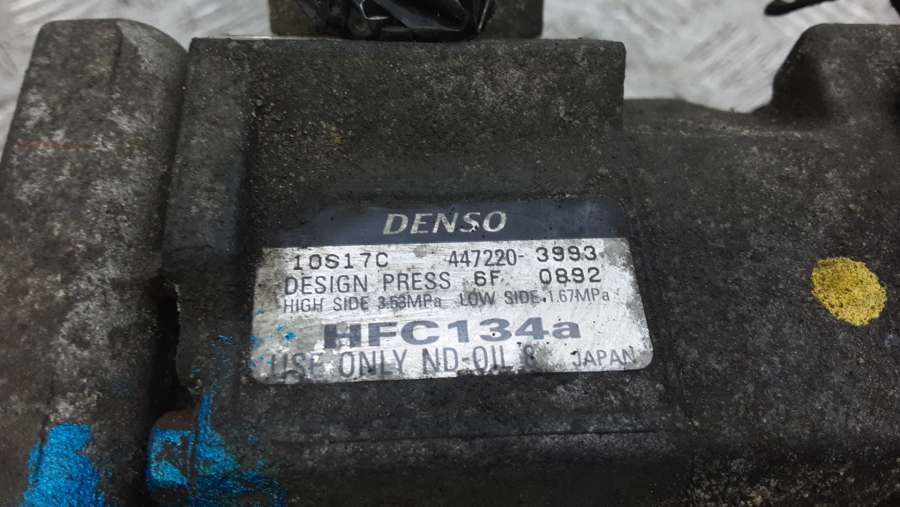 DENSO
10S17C 447220-3993
DESIGN PRESS 6F 0892
HIGH SIDE 3.53MPa LOW SIDE 1.67MPa
HFC134a
USE ONLY ND-OIL 8 JAPAN